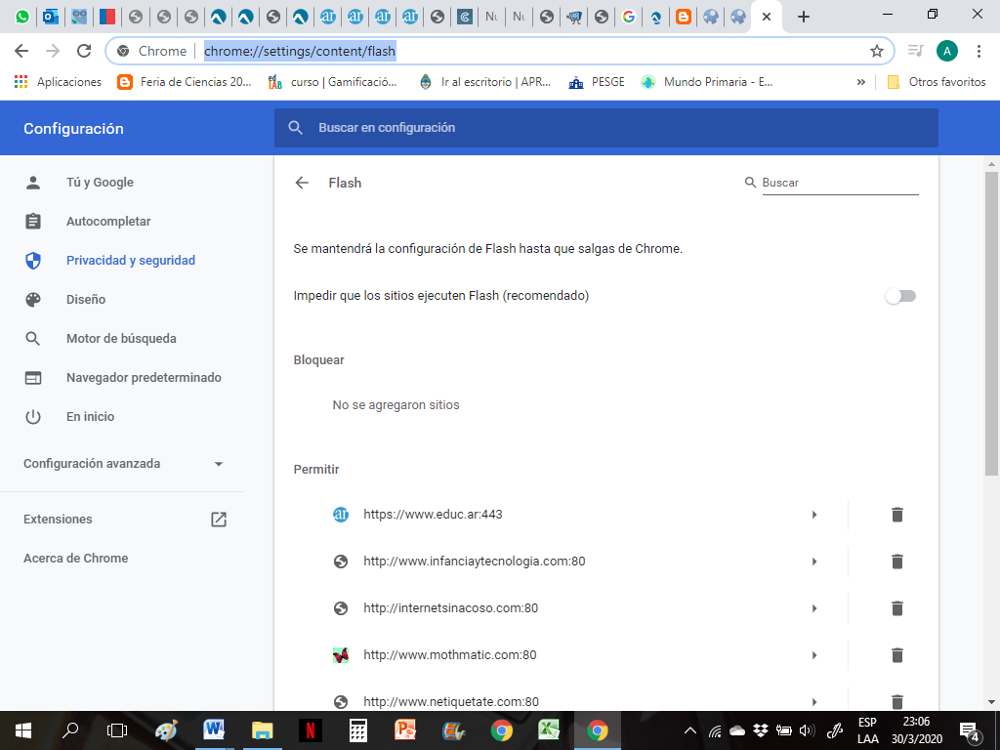 Chrome
chrome://settings/content/flash
A
Aplicaciones
Feria de Ciencias 20...
curso | Gamificació...
Ir al escritorio | APR...
PESGE
Mundo Primaria - E...
»
Otros favoritos
Configuración
Buscar en configuración
Tú y Google
Autocompletar
Privacidad y seguridad
Diseño
Motor de búsqueda
Navegador predeterminado
En inicio
Configuración avanzada
Extensiones
Acerca de Chrome
Flash
Buscar
Se mantendrá la configuración de Flash hasta que salgas de Chrome.
Impedir que los sitios ejecuten Flash (recomendado)
Bloquear
No se agregaron sitios
Permitir
https://www.educ.ar:443
http://www.infanciaytecnologia.com:80
http://internetsinacoso.com:80
http://www.mothmatic.com:80
http://www.netiquetate.com:80
ESP
LAA
23:06
30/3/2020
4